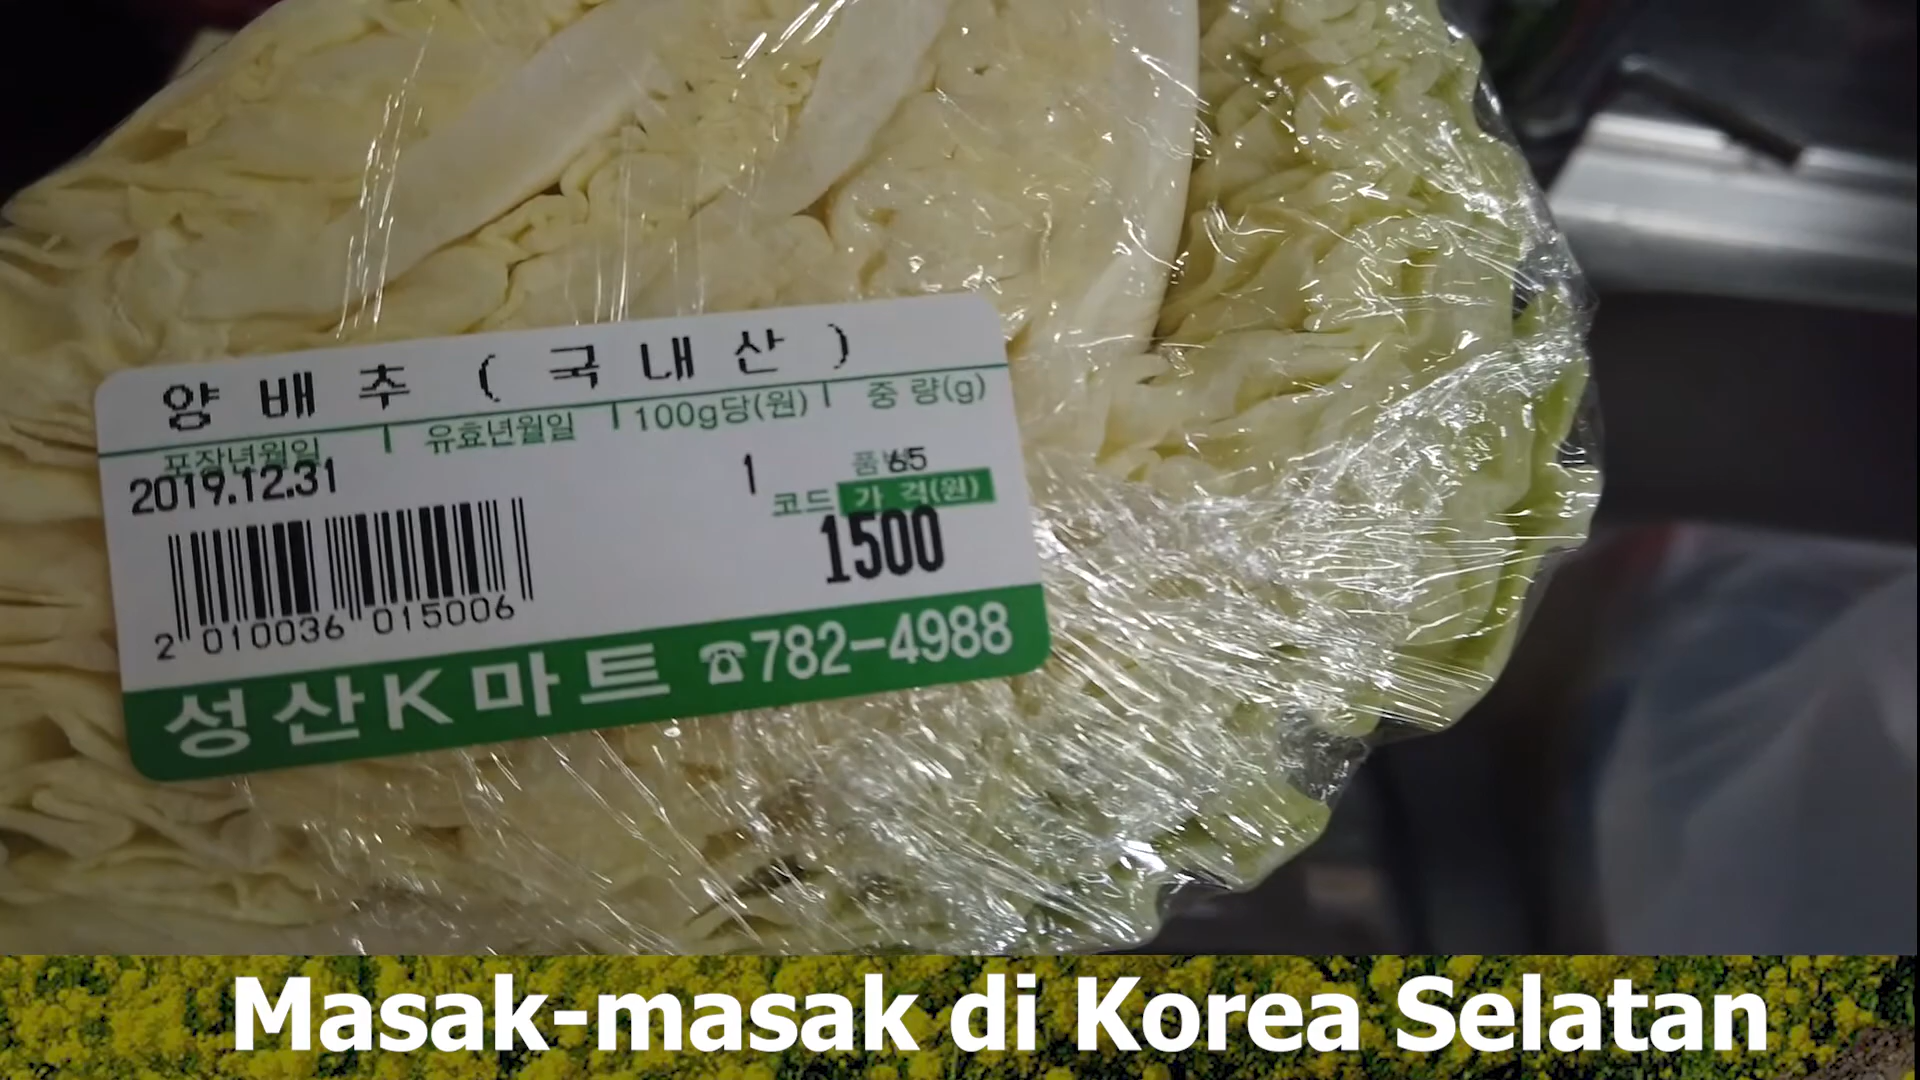 양배추 (국내산)
포장년월일 유효년월일 100g당(원) 중량(g)
2019.12.31 1 65
코드 가격(원)
1500
2 010036 015006
성산K마트 ☎782-4988
Masak-masak di Korea Selatan